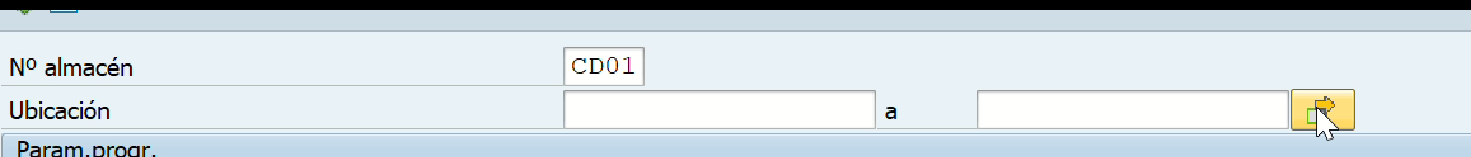 Nº almacén CD01
Ubicación a
Param.progr.